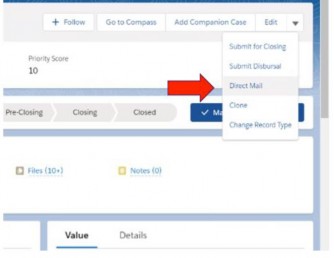 + Follow
Go to Compass
Add Companion Case
Edit
Submit for Closing
Submit Disbursal
Direct Mail
Clone
Change Record Type
Priority Score
10
Pre-Closing
Closing
Closed
✓ Ma
Files (10+)
Notes (0)
Value
Details